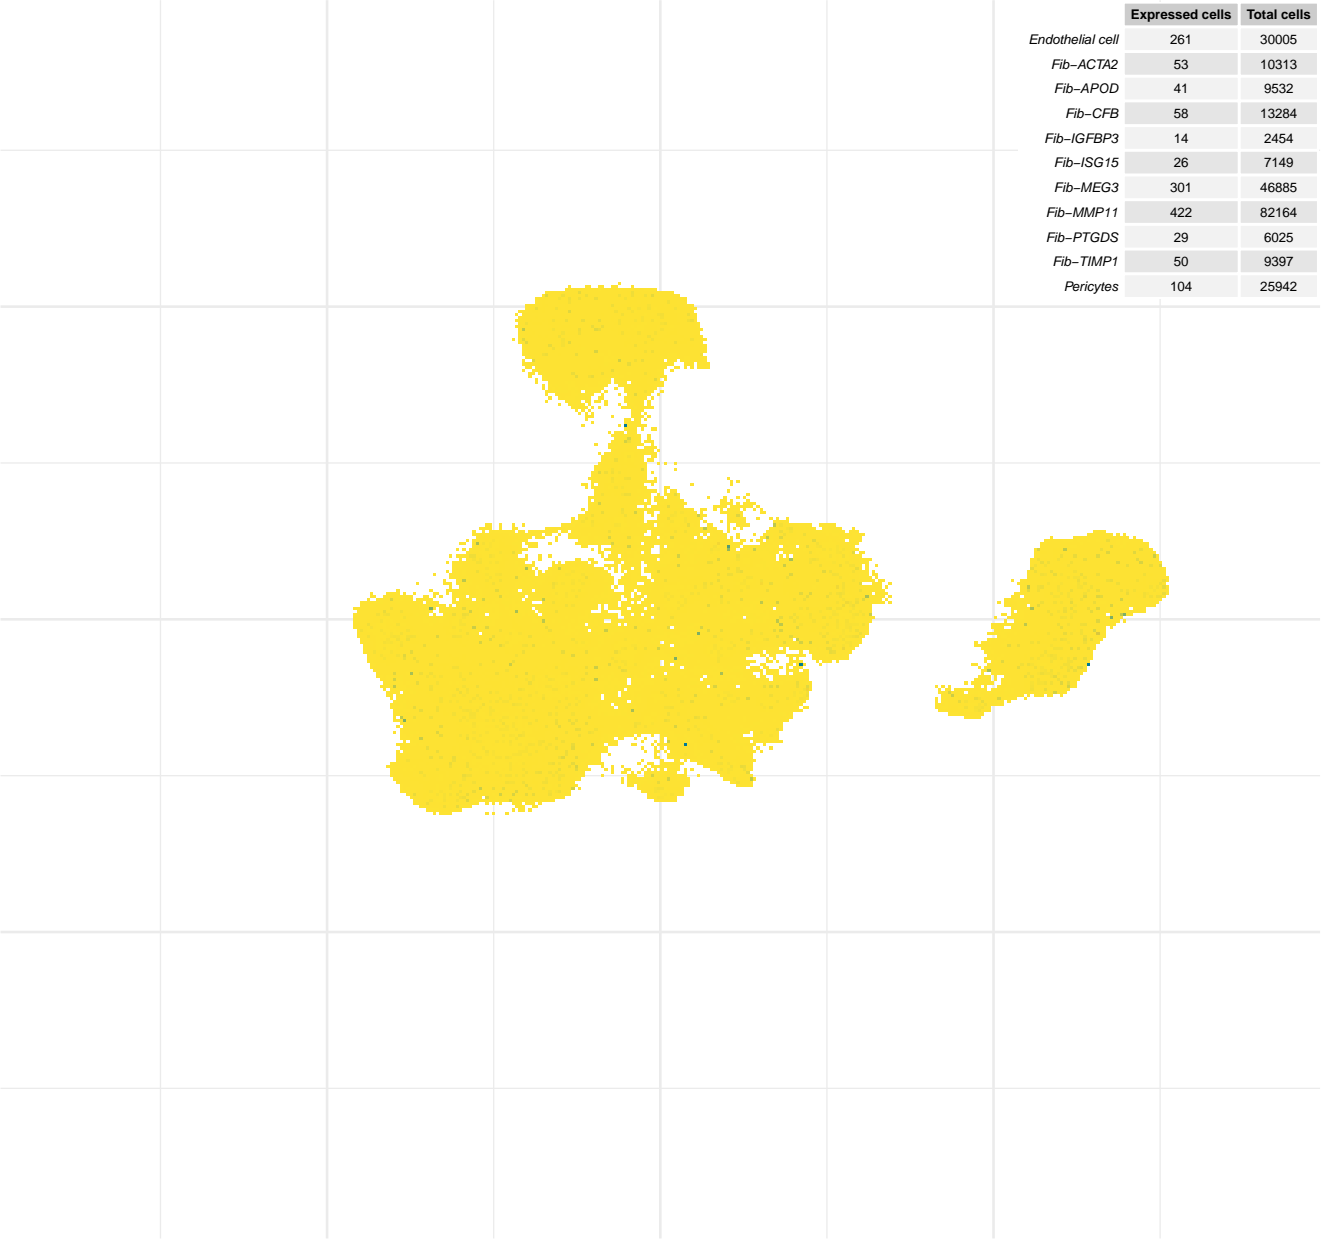 Expressed cells Total cells
Endothelial cell 261 30005
Fib−ACTA2 53 10313
Fib−APOD 41 9532
Fib−CFB 58 13284
Fib−IGFBP3 14 2454
Fib−ISG15 26 7149
Fib−MEG3 301 46885
Fib−MMP11 422 82164
Fib−PTGDS 29 6025
Fib−TIMP1 50 9397
Pericytes 104 25942